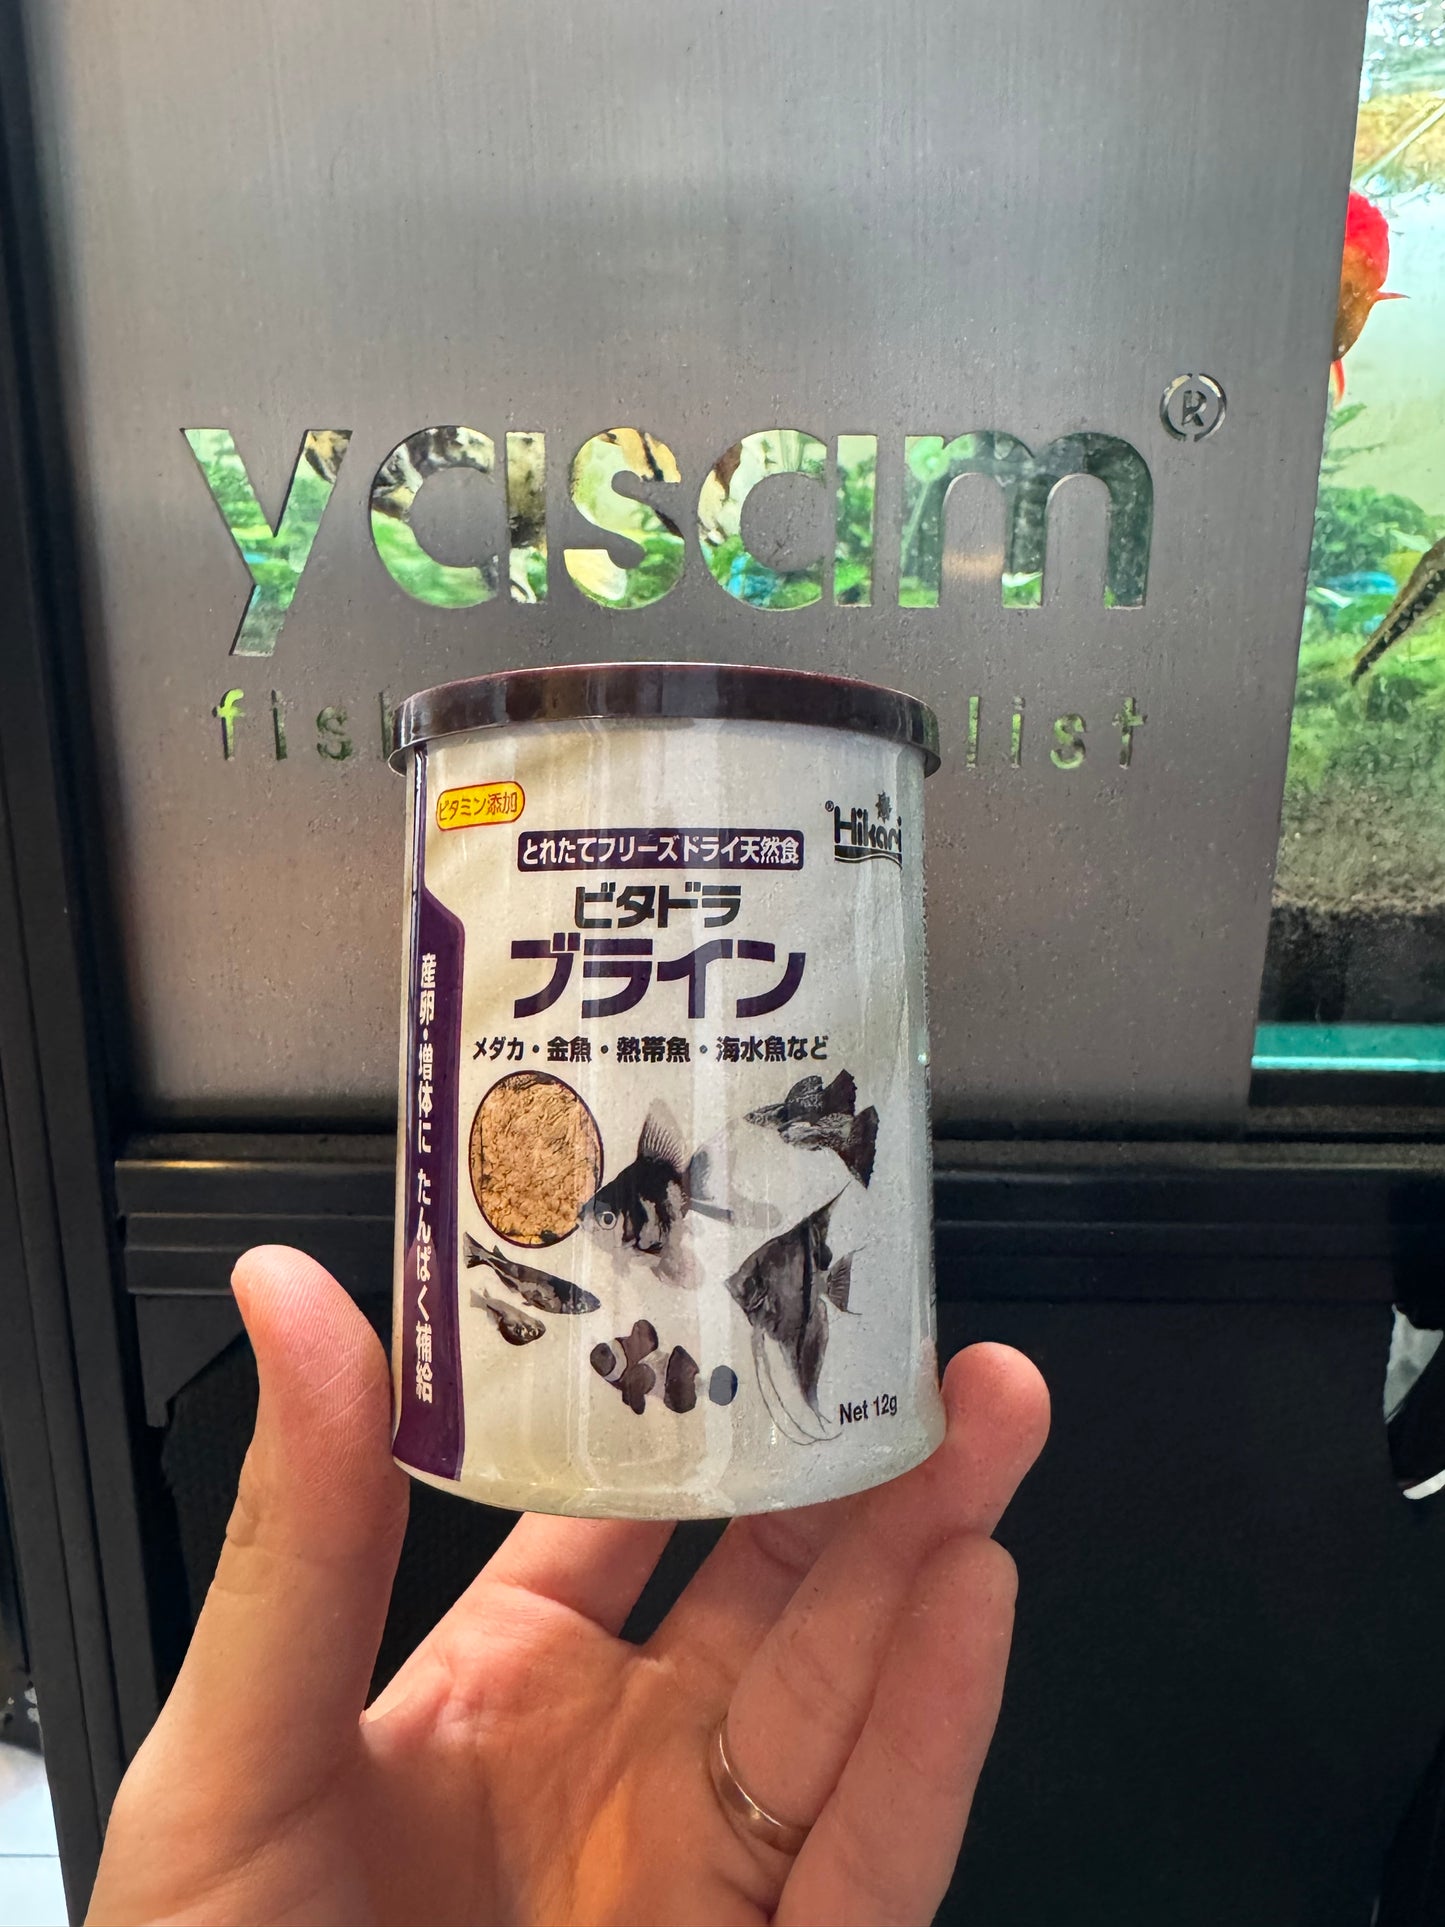 yasam®
fis
list
ビタミン添加
®Hikari
とれたてフリーズドライ天然食
ビタドラ
ブライン
メダカ・金魚・熱帯魚・海水魚など
産卵・増体に たんぱく補給
Net 12g